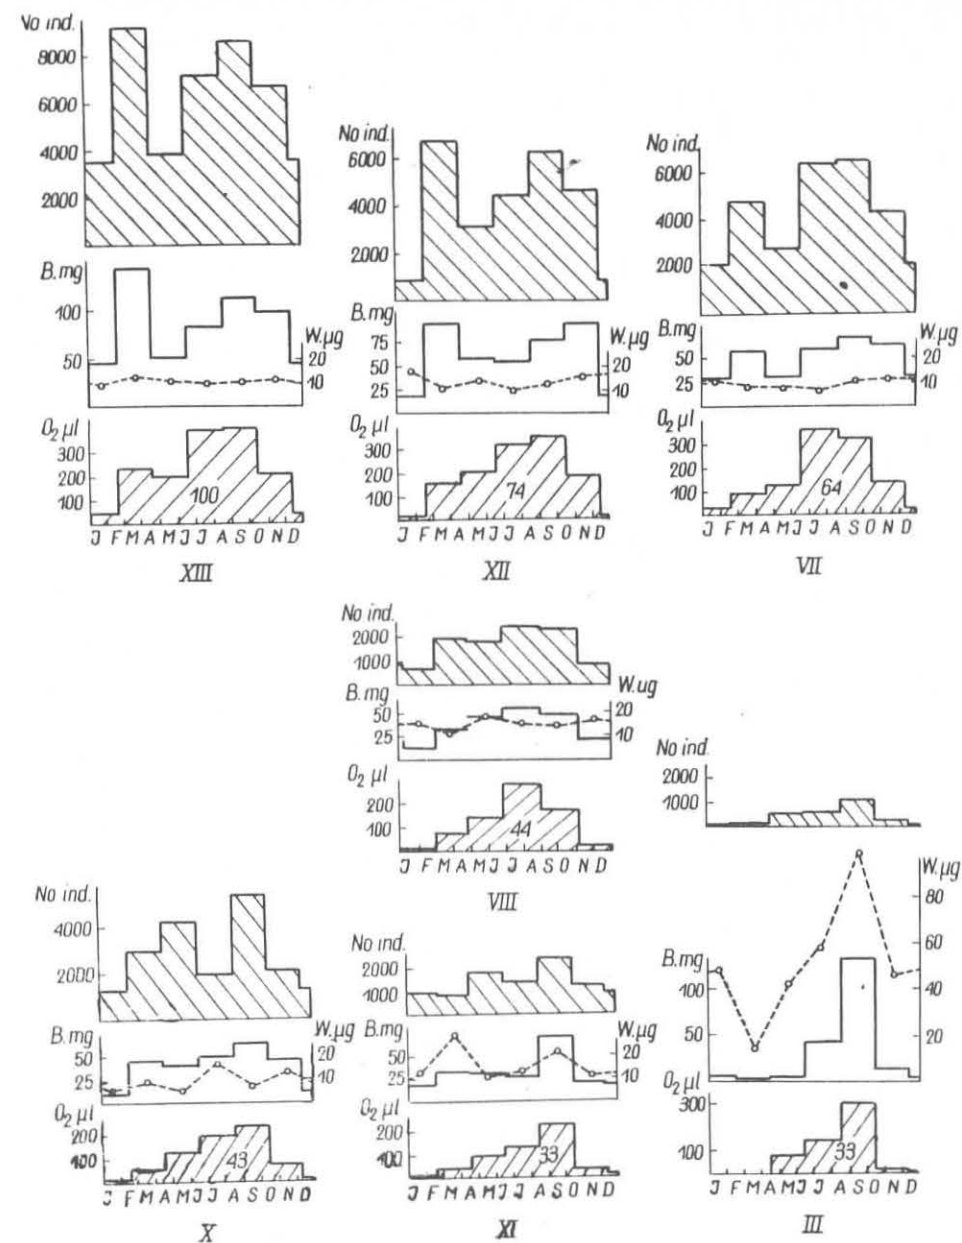 No ind.
8000
6000
4000
2000
B.mg
100
50
W.µg
20
10
O₂ µl
300
200
100
100
J F M A M J J A S O N D
XIII
No ind.
6000
4000
2000
B.mg
75
50
25
W.µg
20
10
O₂ µl
300
200
100
74
J F M A M J J A S O N D
XII
No ind.
6000
4000
2000
B.mg
50
25
W.µg
20
10
O₂ µl
300
200
100
64
J F M A M J J A S O N D
VII
No ind.
2000
1000
B.mg
50
25
W.ug
20
10
O₂ µl
200
100
44
J F M A M J J A S O N D
VIII
No ind.
4000
2000
B.mg
50
25
W.µg
20
10
O₂ µl
200
100
43
J F M A M J J A S O N D
X
No ind.
2000
1000
B.mg
50
25
W.µg
20
10
O₂ µl
200
100
33
J F M A M J J A S O N D
XI
No ind.
2000
1000
W.µg
80
60
40
20
B.mg
100
50
O₂ µl
300
100
33
J F M A M J J A S O N D
III